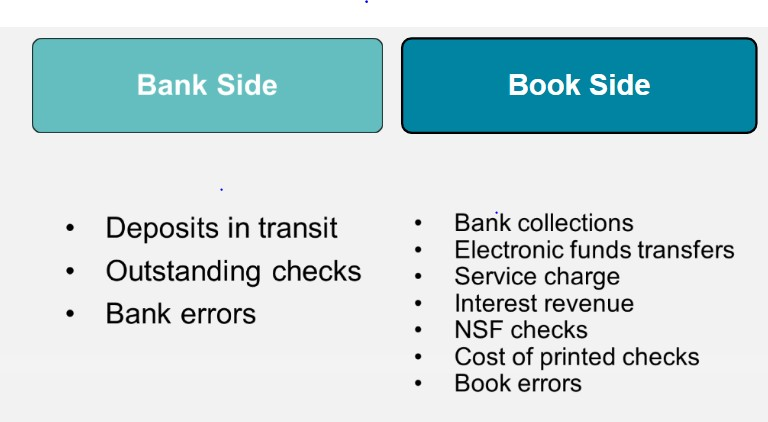 Bank Side
Book Side
• Deposits in transit
• Outstanding checks
• Bank errors
• Bank collections
• Electronic funds transfers
• Service charge
• Interest revenue
• NSF checks
• Cost of printed checks
• Book errors